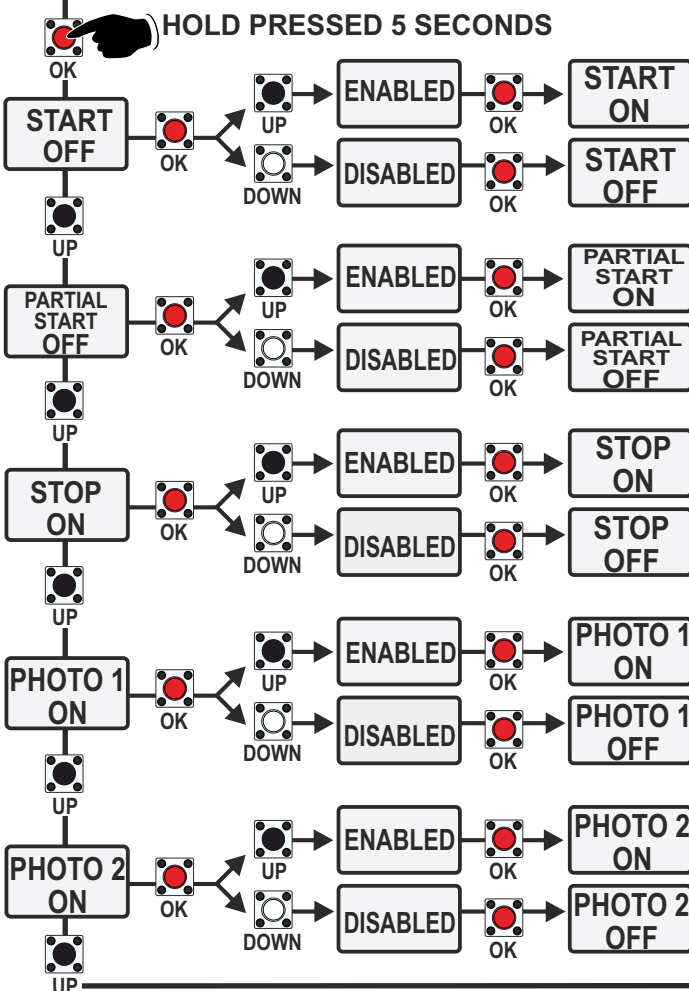 HOLD PRESSED 5 SECONDS
OK
START
OFF
OK
UP
ENABLED
OK
START
ON
DOWN
DISABLED
OK
START
OFF
UP
PARTIAL
START
OFF
OK
UP
ENABLED
OK
PARTIAL
START
ON
DOWN
DISABLED
OK
PARTIAL
START
OFF
UP
STOP
ON
OK
UP
ENABLED
OK
STOP
ON
DOWN
DISABLED
OK
STOP
OFF
UP
PHOTO 1
ON
OK
UP
ENABLED
OK
PHOTO 1
ON
DOWN
DISABLED
OK
PHOTO 1
OFF
UP
PHOTO 2
ON
OK
UP
ENABLED
OK
PHOTO 2
ON
DOWN
DISABLED
OK
PHOTO 2
OFF
UP